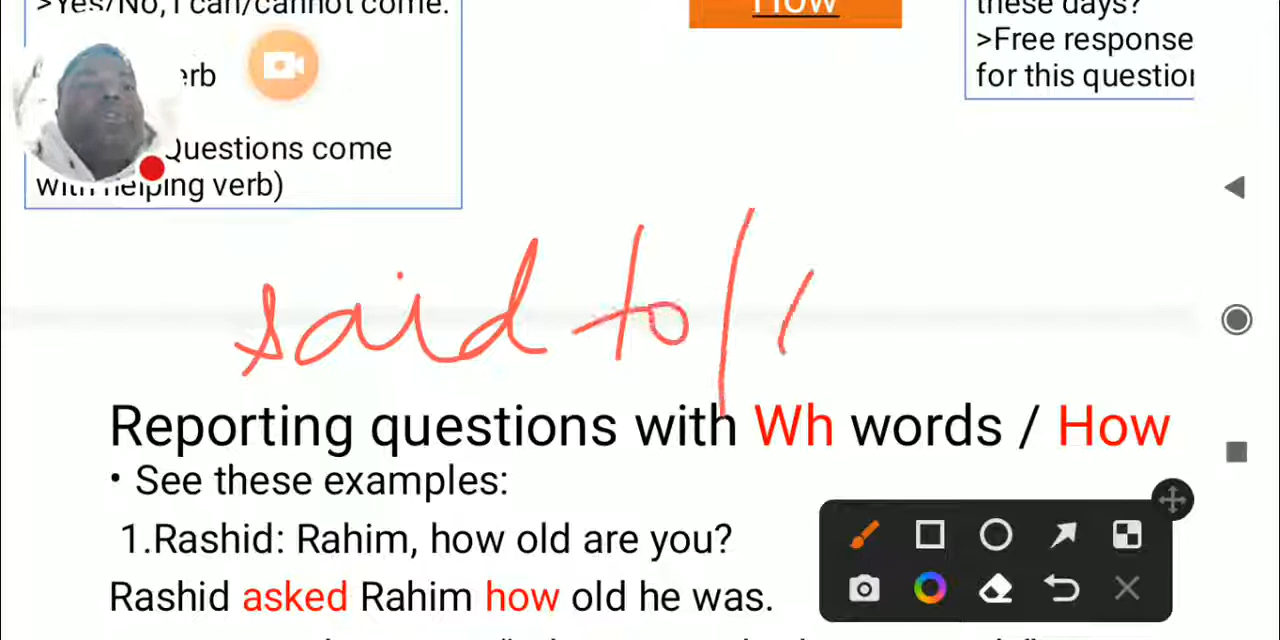 >Yes/No, I can/cannot come.
How
these days?
>Free response
for this question
Questions come
with helping verb)
said to/
Reporting questions with Wh words / How
• See these examples:
1.Rashid: Rahim, how old are you?
Rashid asked Rahim how old he was.